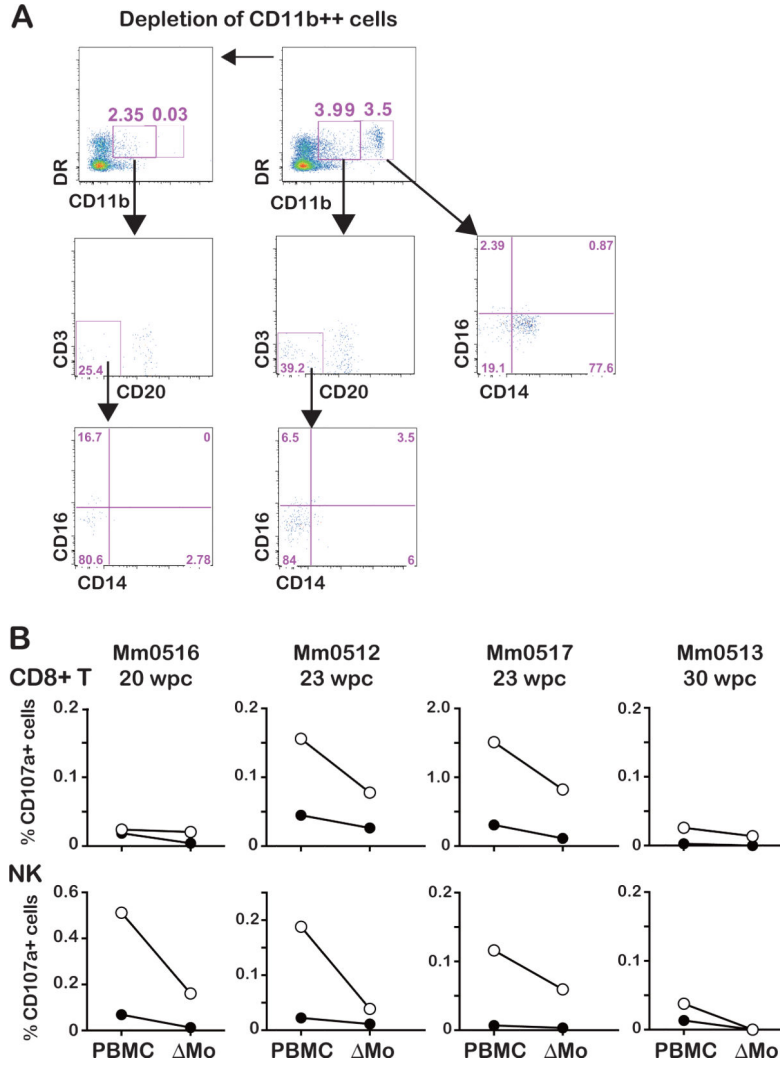 A
Depletion of CD11b++ cells
2.35 0.03
DR
CD11b
3.99 3.5
DR
CD11b
CD3
25.4
CD20
CD3
39.2
CD20
2.39 0.87
CD16
19.1 77.6
CD14
16.7 0
CD16
80.6 2.78
CD14
6.5 3.5
CD16
84 6
CD14
B
Mm0516 Mm0512 Mm0517 Mm0513
CD8+ T 20 wpc 23 wpc 23 wpc 30 wpc
% CD107a+ cells
0.2
0.1
0
0.2
0.1
0
2.0
1.0
0
0.2
0.1
0
NK
% CD107a+ cells
0.6
0.4
0.2
0
0.2
0.1
0
0.2
0.1
0
0.2
0.1
0
PBMC ΔMo PBMC ΔMo PBMC ΔMo PBMC ΔMo